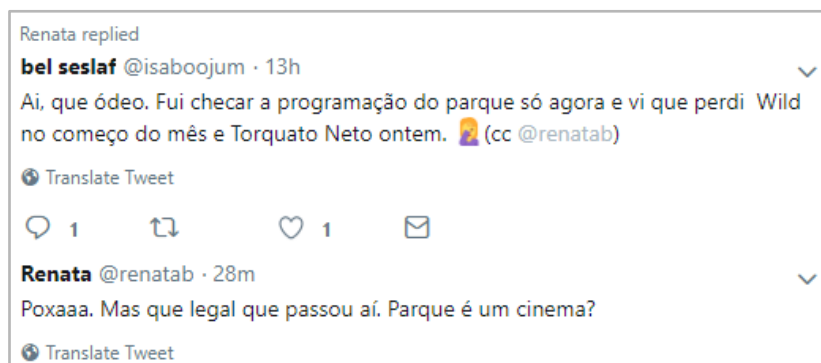 Renata replied
bel seslaf @isaboojum · 13h
Ai, que ódeo. Fui checar a programação do parque só agora e vi que perdi Wild
no começo do mês e Torquato Neto ontem. 🤦‍♀️(cc @renatab)
Translate Tweet
1 1
Renata @renatab · 28m
Poxaaa. Mas que legal que passou aí. Parque é um cinema?
Translate Tweet